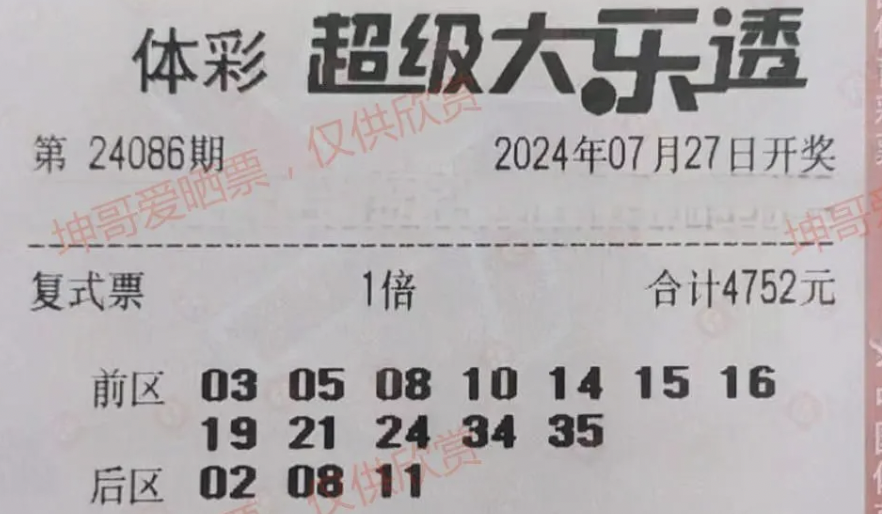 体彩 超级大乐透
第 24086期 2024年07月27日开奖
坤哥爱晒票，仅供欣赏
坤哥爱
复式票 1倍 合计4752元
前区 03 05 08 10 14 15 16
19 21 24 34 35
后区 02 08 11
仅供欣赏